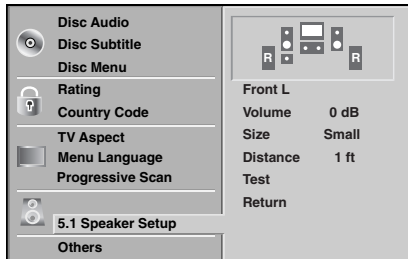 Disc Audio
Disc Subtitle
Disc Menu
Rating
Country Code
TV Aspect
Menu Language
Progressive Scan
5.1 Speaker Setup
Others
R R
Front L
Volume 0 dB
Size Small
Distance 1 ft
Test
Return